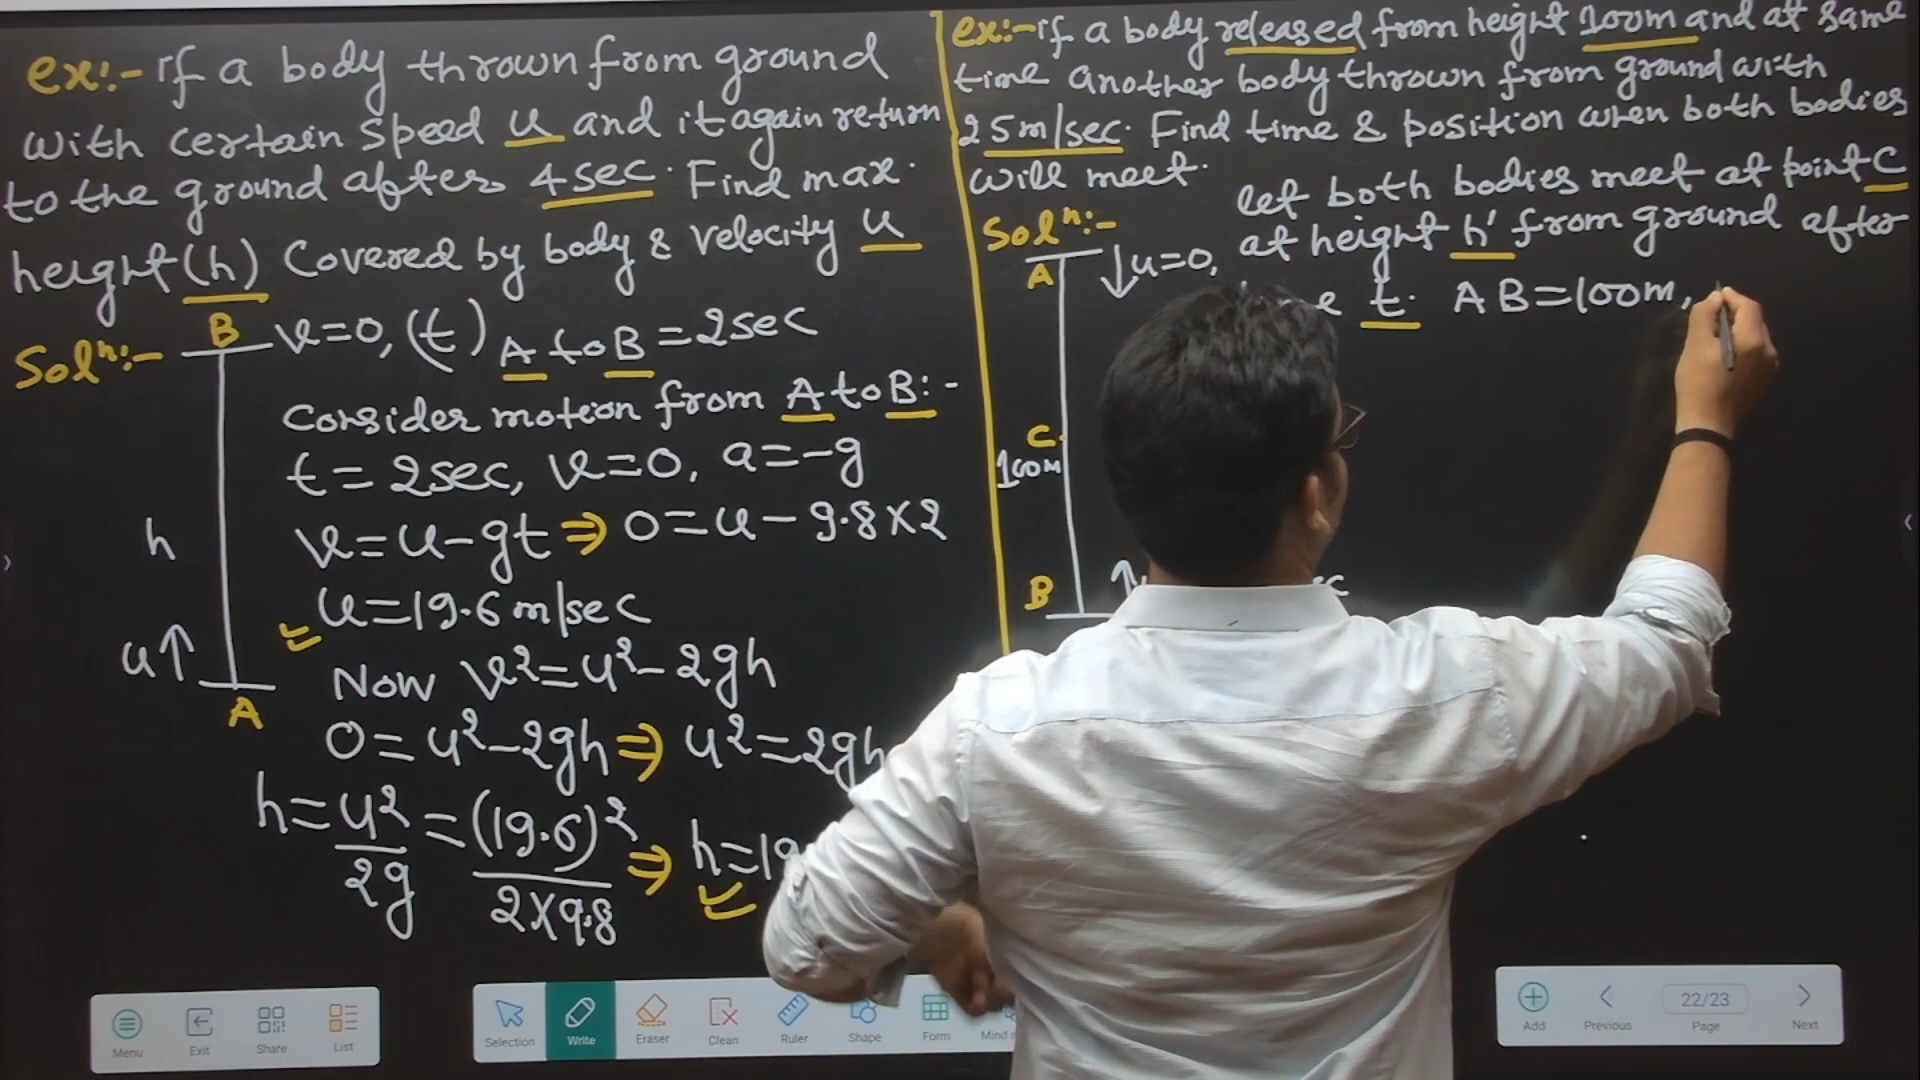 ex:- If a body thrown from ground
with certain speed u and it again return
to the ground after 4sec. Find max.
height (h) Covered by body & velocity u
Solⁿ:-
B v=0, (t) A to B = 2sec
Consider motion from A to B:-
t = 2sec, v=0, a=-g
h
v=u-gt ⇒ 0=u-9.8×2
u=19.6 m/sec
u↑
A
Now v²=u²-2gh
0=u²-2gh ⇒ u²=2gh
h=u²/2g = (19.6)²/2×9.8 ⇒ h=19
ex:- If a body released from height 100m and at same
time another body thrown from ground with
25m/sec. Find time & position when both bodies
will meet.
Solⁿ:-
let both bodies meet at point C
at height h' from ground after
t. AB=100m,
A ↓u=0,
C
100m
B ↑
Menu Exit Share List
Selection Write Eraser Clean Ruler Shape Form Mind
Add Previous 22/23 Page Next